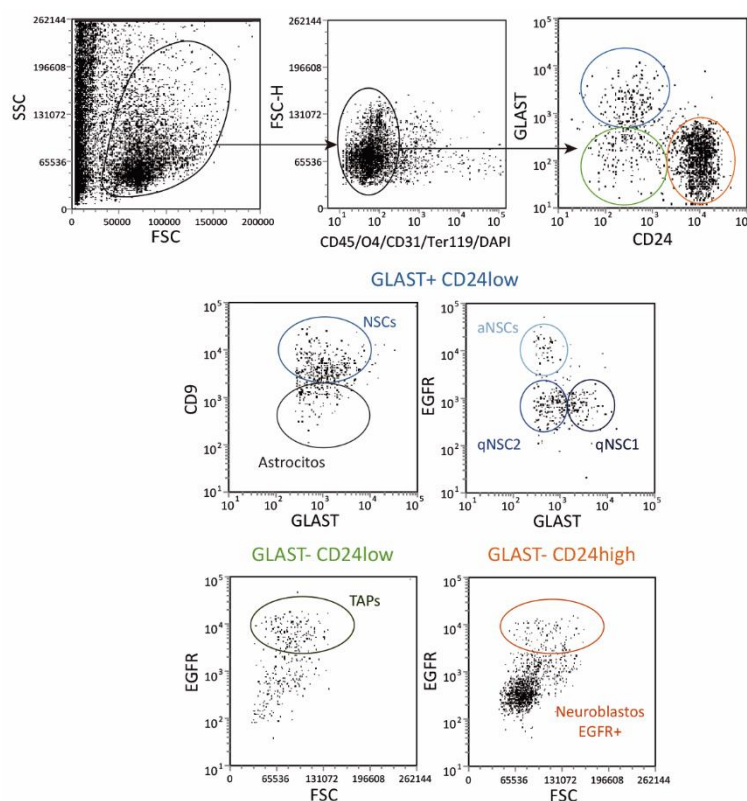 SSC
262144
196608
131072
65536
0
0 50000 100000 150000 200000
FSC
FSC-H
262144
196608
131072
65536
0
10¹ 10² 10³ 10⁴ 10⁵
CD45/O4/CD31/Ter119/DAPI
GLAST
10⁵
10⁴
10³
10²
10¹
10¹ 10² 10³ 10⁴ 10⁵
CD24
GLAST+ CD24low
CD9
10⁵
10⁴
10³
10²
10¹
NSCs
Astrocitos
10¹ 10² 10³ 10⁴ 10⁵
GLAST
EGFR
10⁵
10⁴
10³
10²
10¹
aNSCs
qNSC2 qNSC1
10¹ 10² 10³ 10⁴ 10⁵
GLAST
GLAST- CD24low
EGFR
10⁵
10⁴
10³
10²
10¹
TAPs
0 65536 131072 196608 262144
FSC
GLAST- CD24high
EGFR
10⁵
10⁴
10³
10²
10¹
Neuroblastos
EGFR+
0 65536 131072 196608 262144
FSC